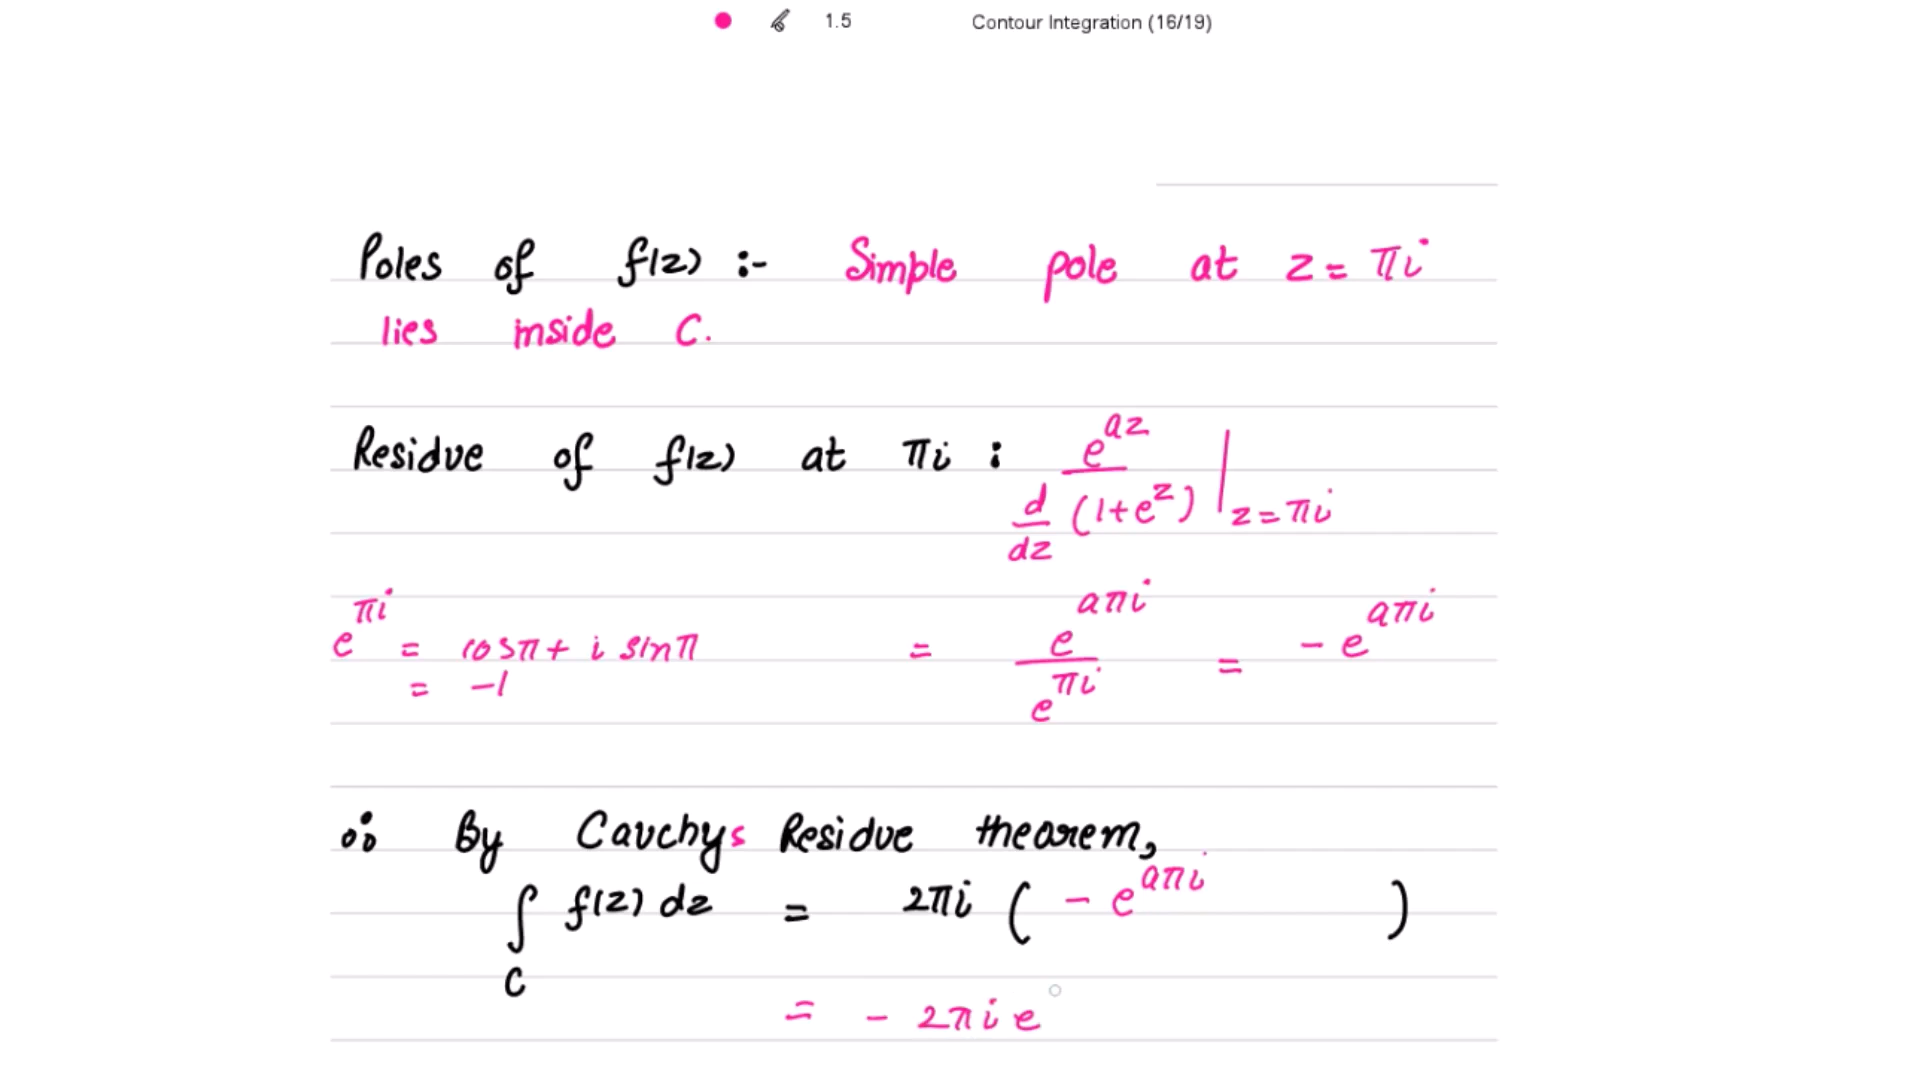 1.5 Contour Integration (16/19)
Poles of f(z) :- Simple pole at z = πi
lies inside C.
Residue of f(z) at πi : e^{az} / d/dz (1+e^z) |_{z=πi}
e^{πi} = cosπ + i sinπ = e^{aπi} / e^{πi} = - e^{aπi}
= -1
∴ By Cauchys Residue theorem,
∫_C f(z) dz = 2πi ( - e^{aπi} )
= - 2πi e